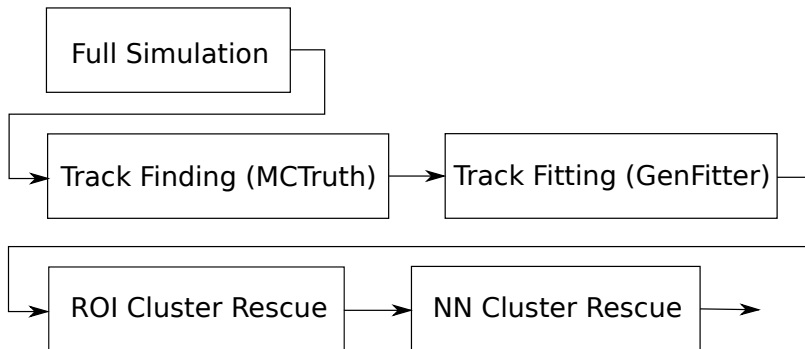 Full Simulation
Track Finding (MCTruth)
Track Fitting (GenFitter)
ROI Cluster Rescue
NN Cluster Rescue